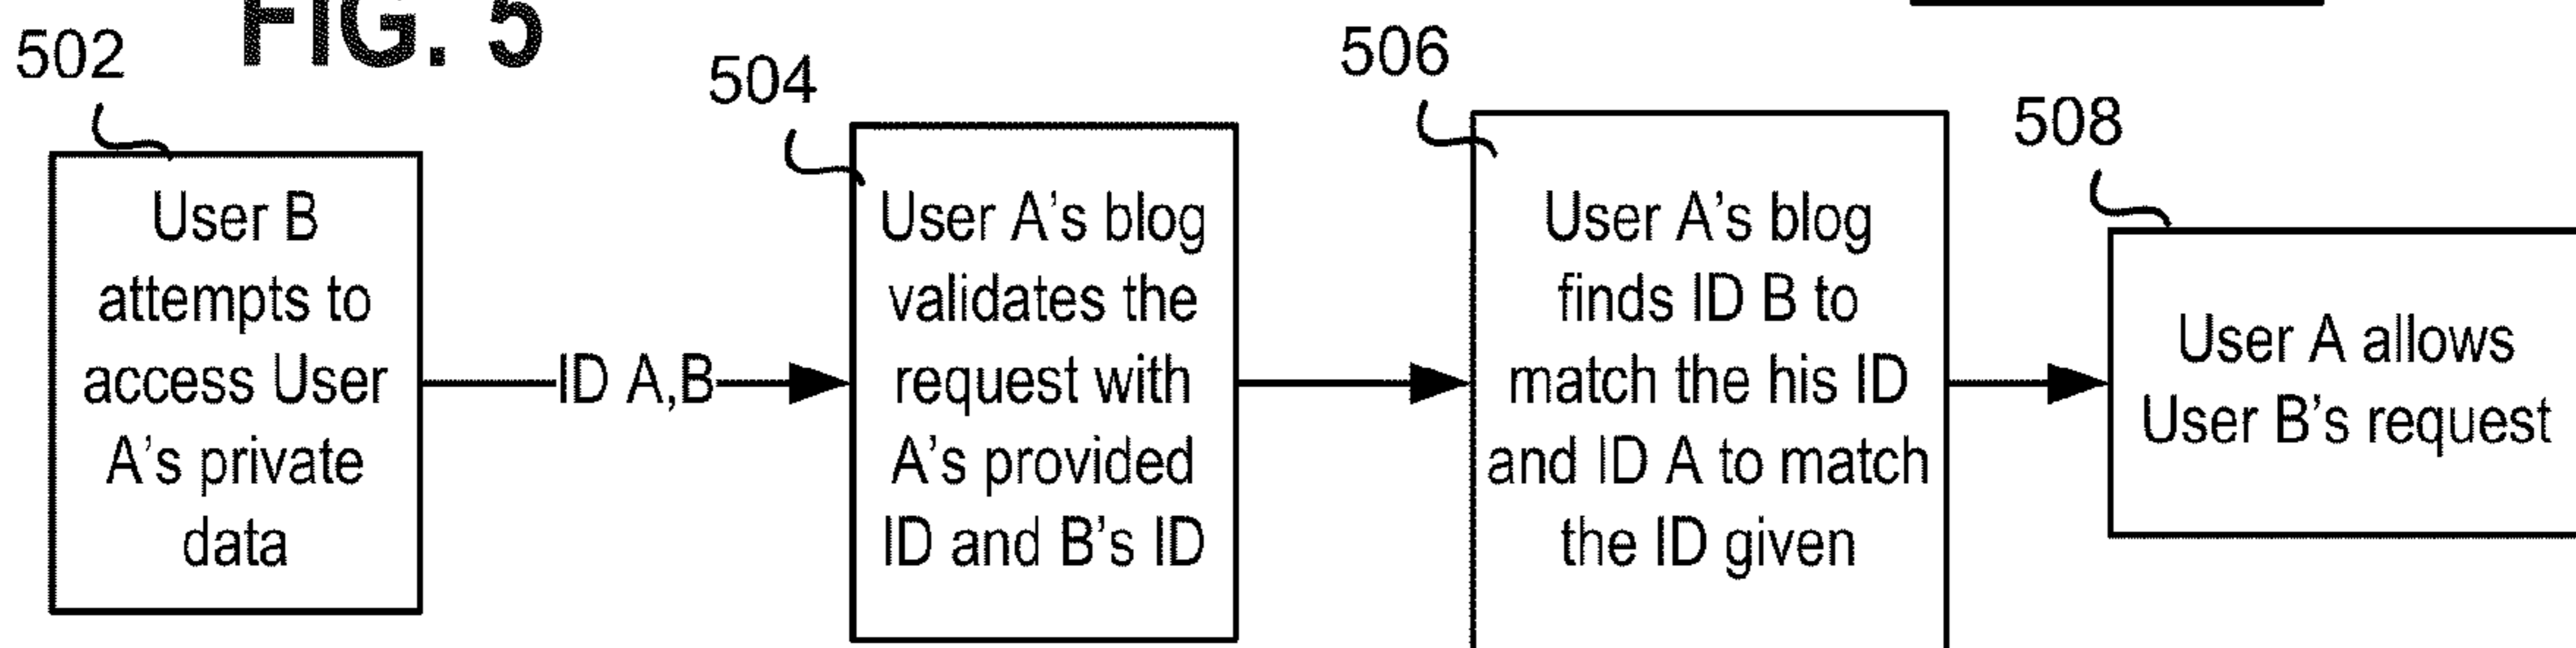 FIG. 5
502
User B
attempts to
access User
A's private
data
ID A,B
504
User A's blog
validates the
request with
A's provided
ID and B's ID
506
User A's blog
finds ID B to
match the his ID
and ID A to match
the ID given
508
User A allows
User B's request